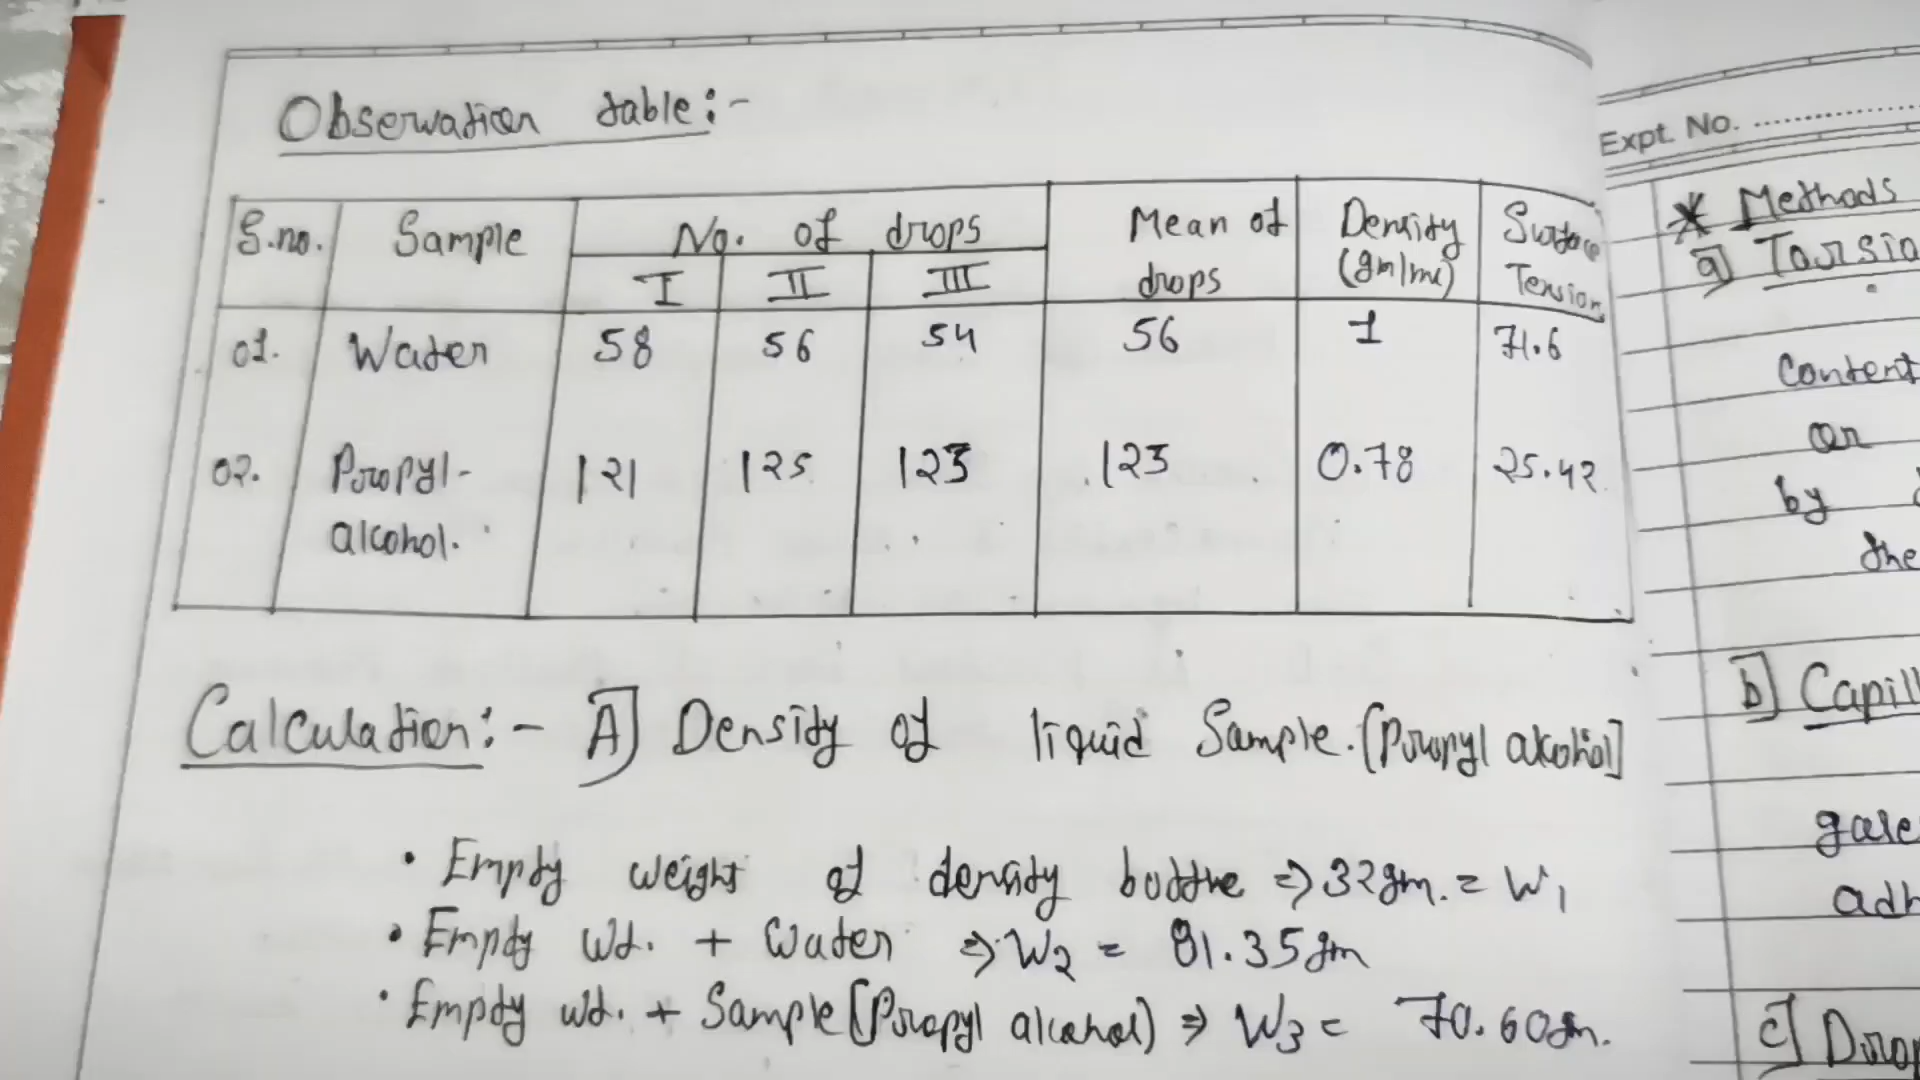 Observation table:-
S.no. Sample No. of drops Mean of drops Density (gm/ml) Surface Tension
I II III
01. Water 58 56 54 56 1 71.6
02. Propyl-alcohol. 121 125 123 123 0.78 25.42
Calculation:- A] Density of liquid Sample. [Propyl alcohol]
• Empty weight of density bottle => 32gm. = W1
• Empty wt. + Water => W2 = 81.35gm
• Empty wt. + Sample [Propyl alcohol) => W3 = 70.60gm.
Expt. No.
* Methods
a]
Content
or
by
the
b] Capill
gase
adh
c] Drop